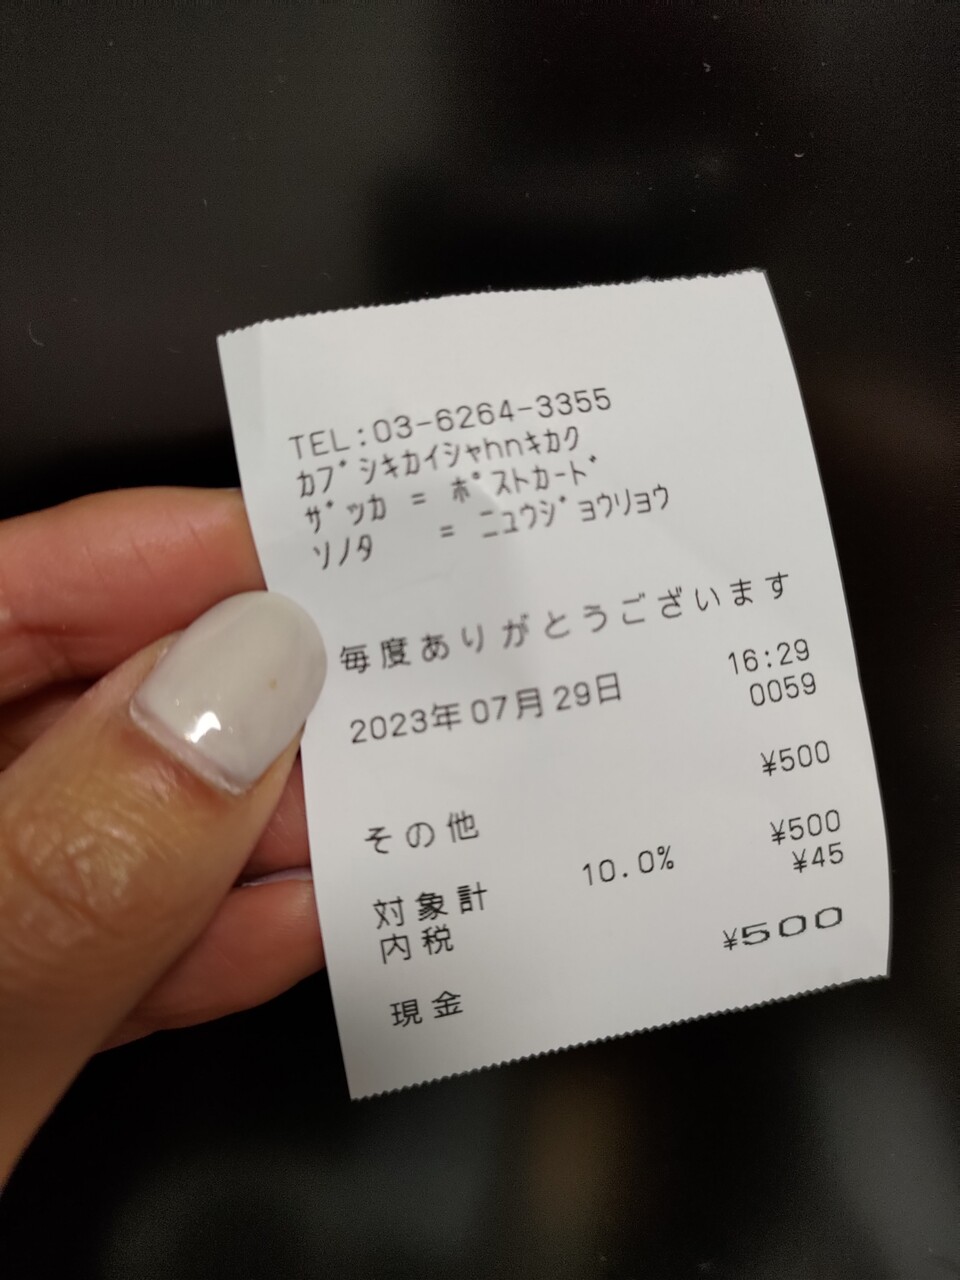 TEL:03-6264-3355
カブシキカイシャhnキカク
ザッカ = ポストカード
ソノタ = ニュウジョウリョウ
毎度ありがとうございます
2023年07月29日 16:29
0059
その他 ¥500
対象計 10.0% ¥500
内税 ¥45
現金 ¥500